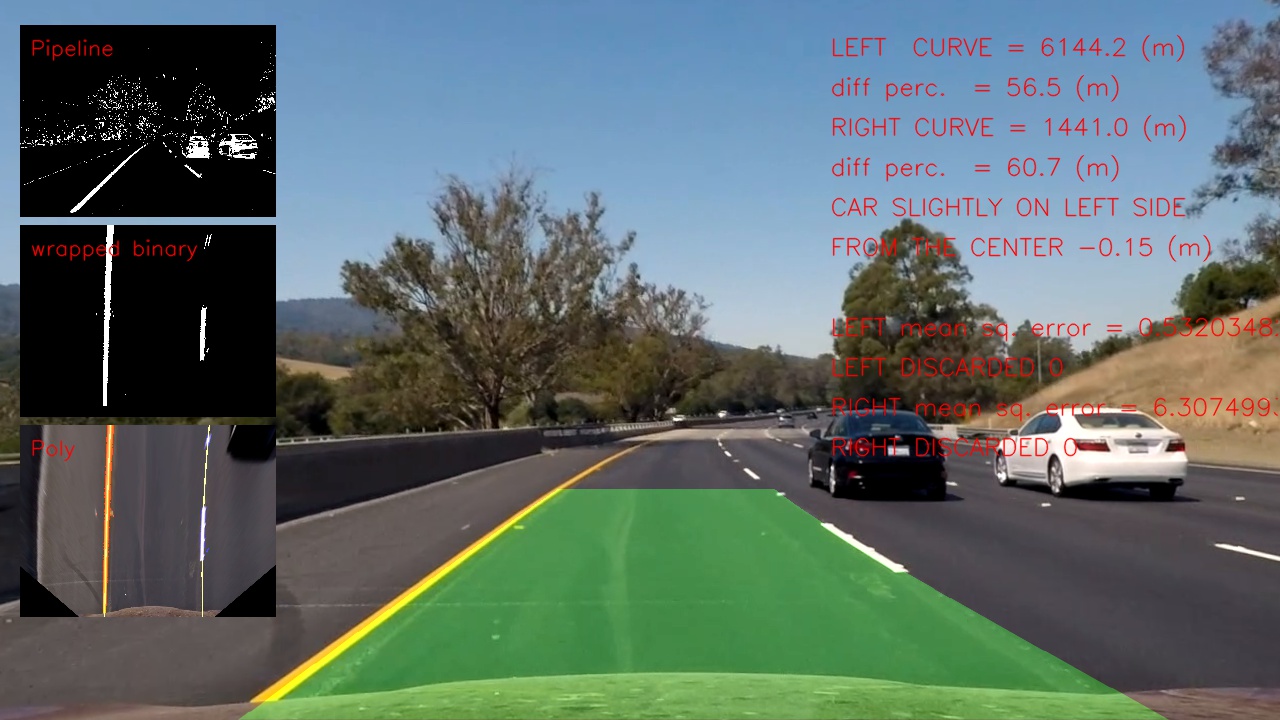 Pipeline
wrapped binary
Poly
LEFT CURVE = 6144.2 (m)
diff perc. = 56.5 (m)
RIGHT CURVE = 1441.0 (m)
diff perc. = 60.7 (m)
CAR SLIGHTLY ON LEFT SIDE
FROM THE CENTER -0.15 (m)
LEFT mean sq. error = 0.5320348
LEFT DISCARDED 0
RIGHT mean sq. error = 6.307499
RIGHT DISCARDED 0